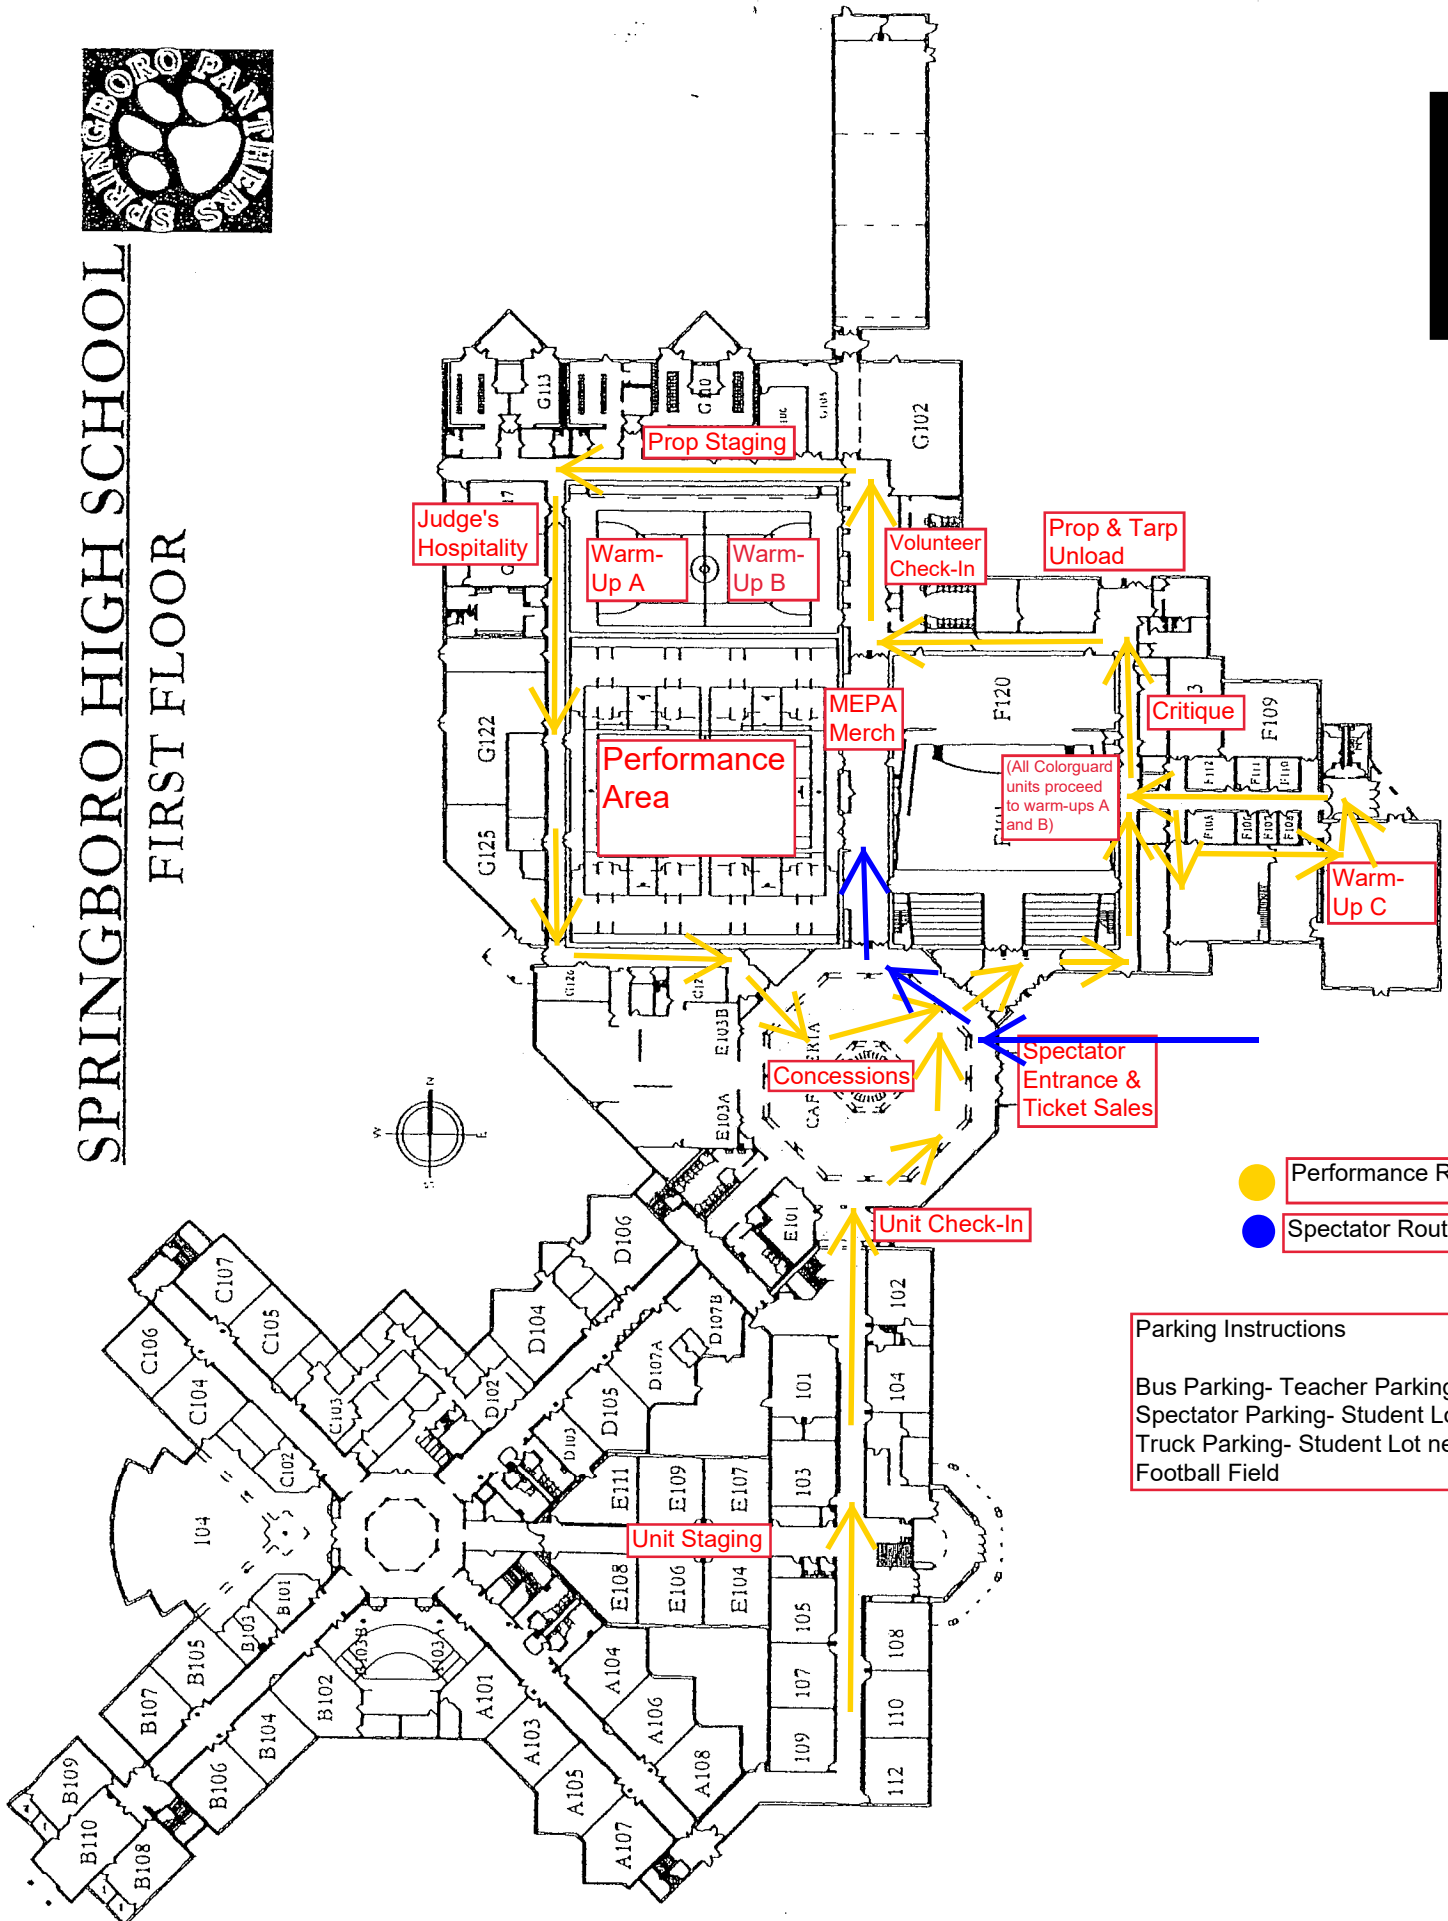 SPRINGBORO PANTHERS
SPRINGBORO HIGH SCHOOL
FIRST FLOOR
G113
G110
G102
Prop Staging
Judge's
Hospitality
Warm-
Up A
Warm-
Up B
Volunteer
Check-In
Prop & Tarp
Unload
G122
G125
MEPA
Merch
F120
Critique
F109
Performance
Area
(All Colorguard
units proceed
to warm-ups A
and B)
F112
F111
F110
Warm-
Up C
E103B
E103A
Concessions
Spectator
Entrance &
Ticket Sales
N
W
E
Performance R
Spectator Rout
Unit Check-In
E101
D106
D104
D102
D107B
D107A
D105
D103
C107
C105
C106
C104
C103
C102
102
104
101
103
Parking Instructions
Bus Parking- Teacher Parking
Spectator Parking- Student Lo
Truck Parking- Student Lot ne
Football Field
104
E111
E109
E107
Unit Staging
E108
E106
E104
105
107
109
108
110
112
B101
B103
B105
B107
B102
B104
B106
B109
B110
B108
A101
A103
A105
A107
A104
A106
A108